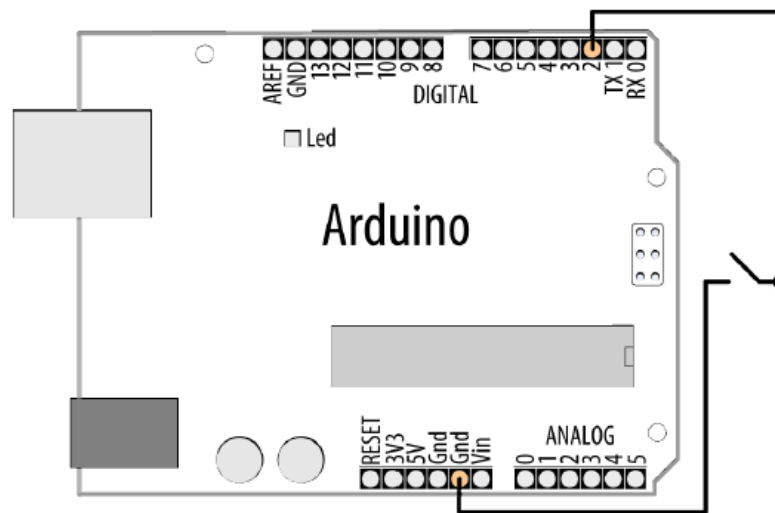 AREF GND 13 12 11 10 9 8 7 6 5 4 3 2 TX 1 RX 0
DIGITAL
Led
Arduino
RESET 3V3 5V Gnd Gnd Vin
ANALOG
0 1 2 3 4 5